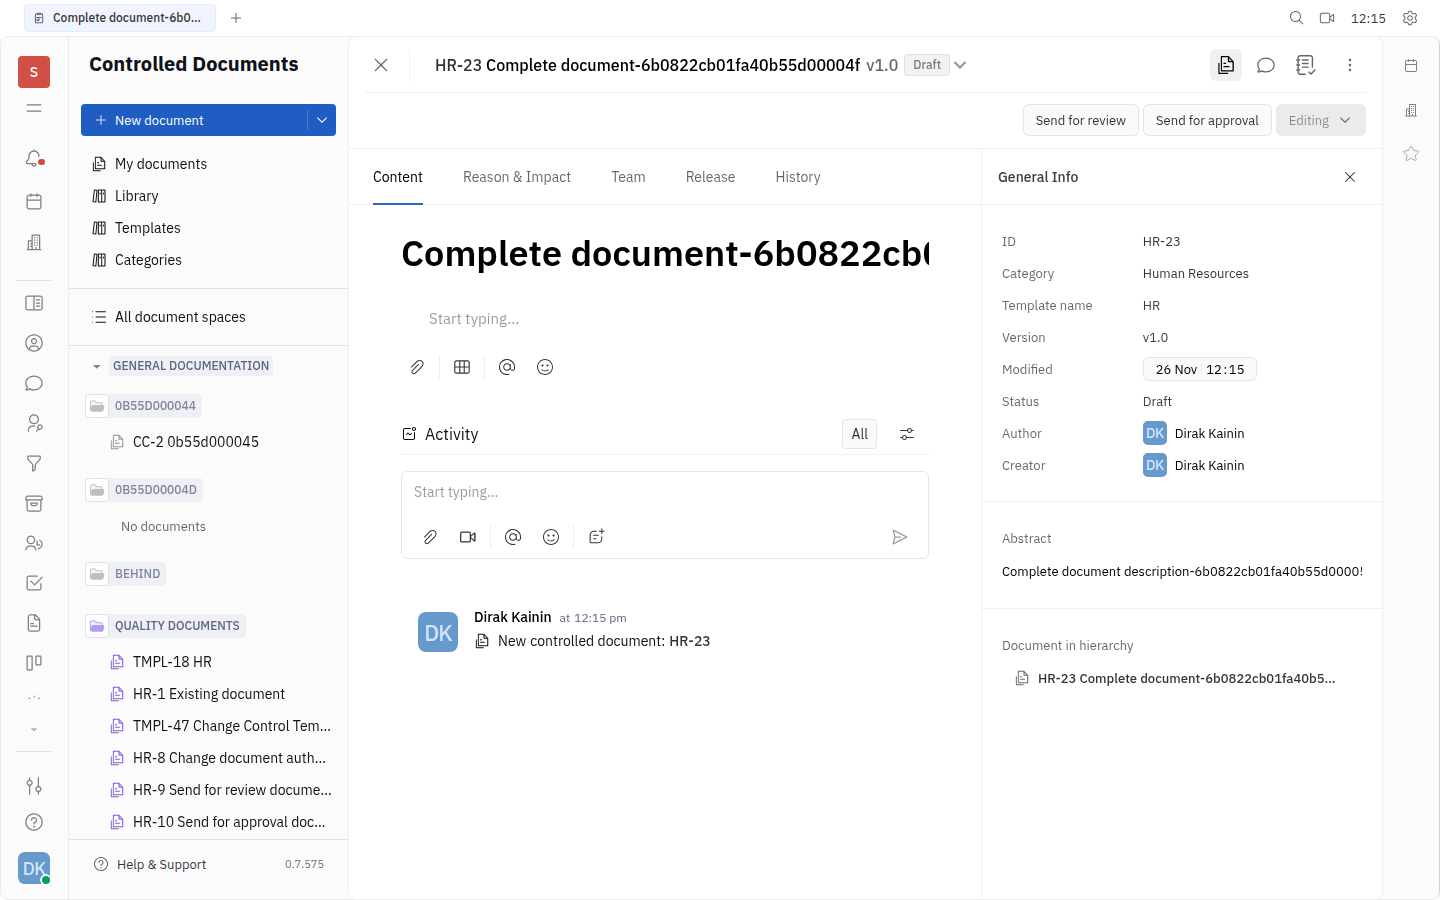 Complete document-6b0...
12:15
S
Controlled Documents
New document
My documents
Library
Templates
Categories
All document spaces
GENERAL DOCUMENTATION
0B55D000044
CC-2 0b55d000045
0B55D00004D
No documents
BEHIND
QUALITY DOCUMENTS
TMPL-18 HR
HR-1 Existing document
TMPL-47 Change Control Tem...
HR-8 Change document auth...
HR-9 Send for review docume...
HR-10 Send for approval doc...
Help & Support 0.7.575
DK
HR-23 Complete document-6b0822cb01fa40b55d00004f v1.0 Draft
Send for review Send for approval Editing
Content Reason & Impact Team Release History
Complete document-6b0822cb0
Start typing...
Activity All
Start typing...
DK
Dirak Kainin at 12:15 pm
New controlled document: HR-23
General Info
ID HR-23
Category Human Resources
Template name HR
Version v1.0
Modified 26 Nov 12:15
Status Draft
Author DK Dirak Kainin
Creator DK Dirak Kainin
Abstract
Complete document description-6b0822cb01fa40b55d0000
Document in hierarchy
HR-23 Complete document-6b0822cb01fa40b5...